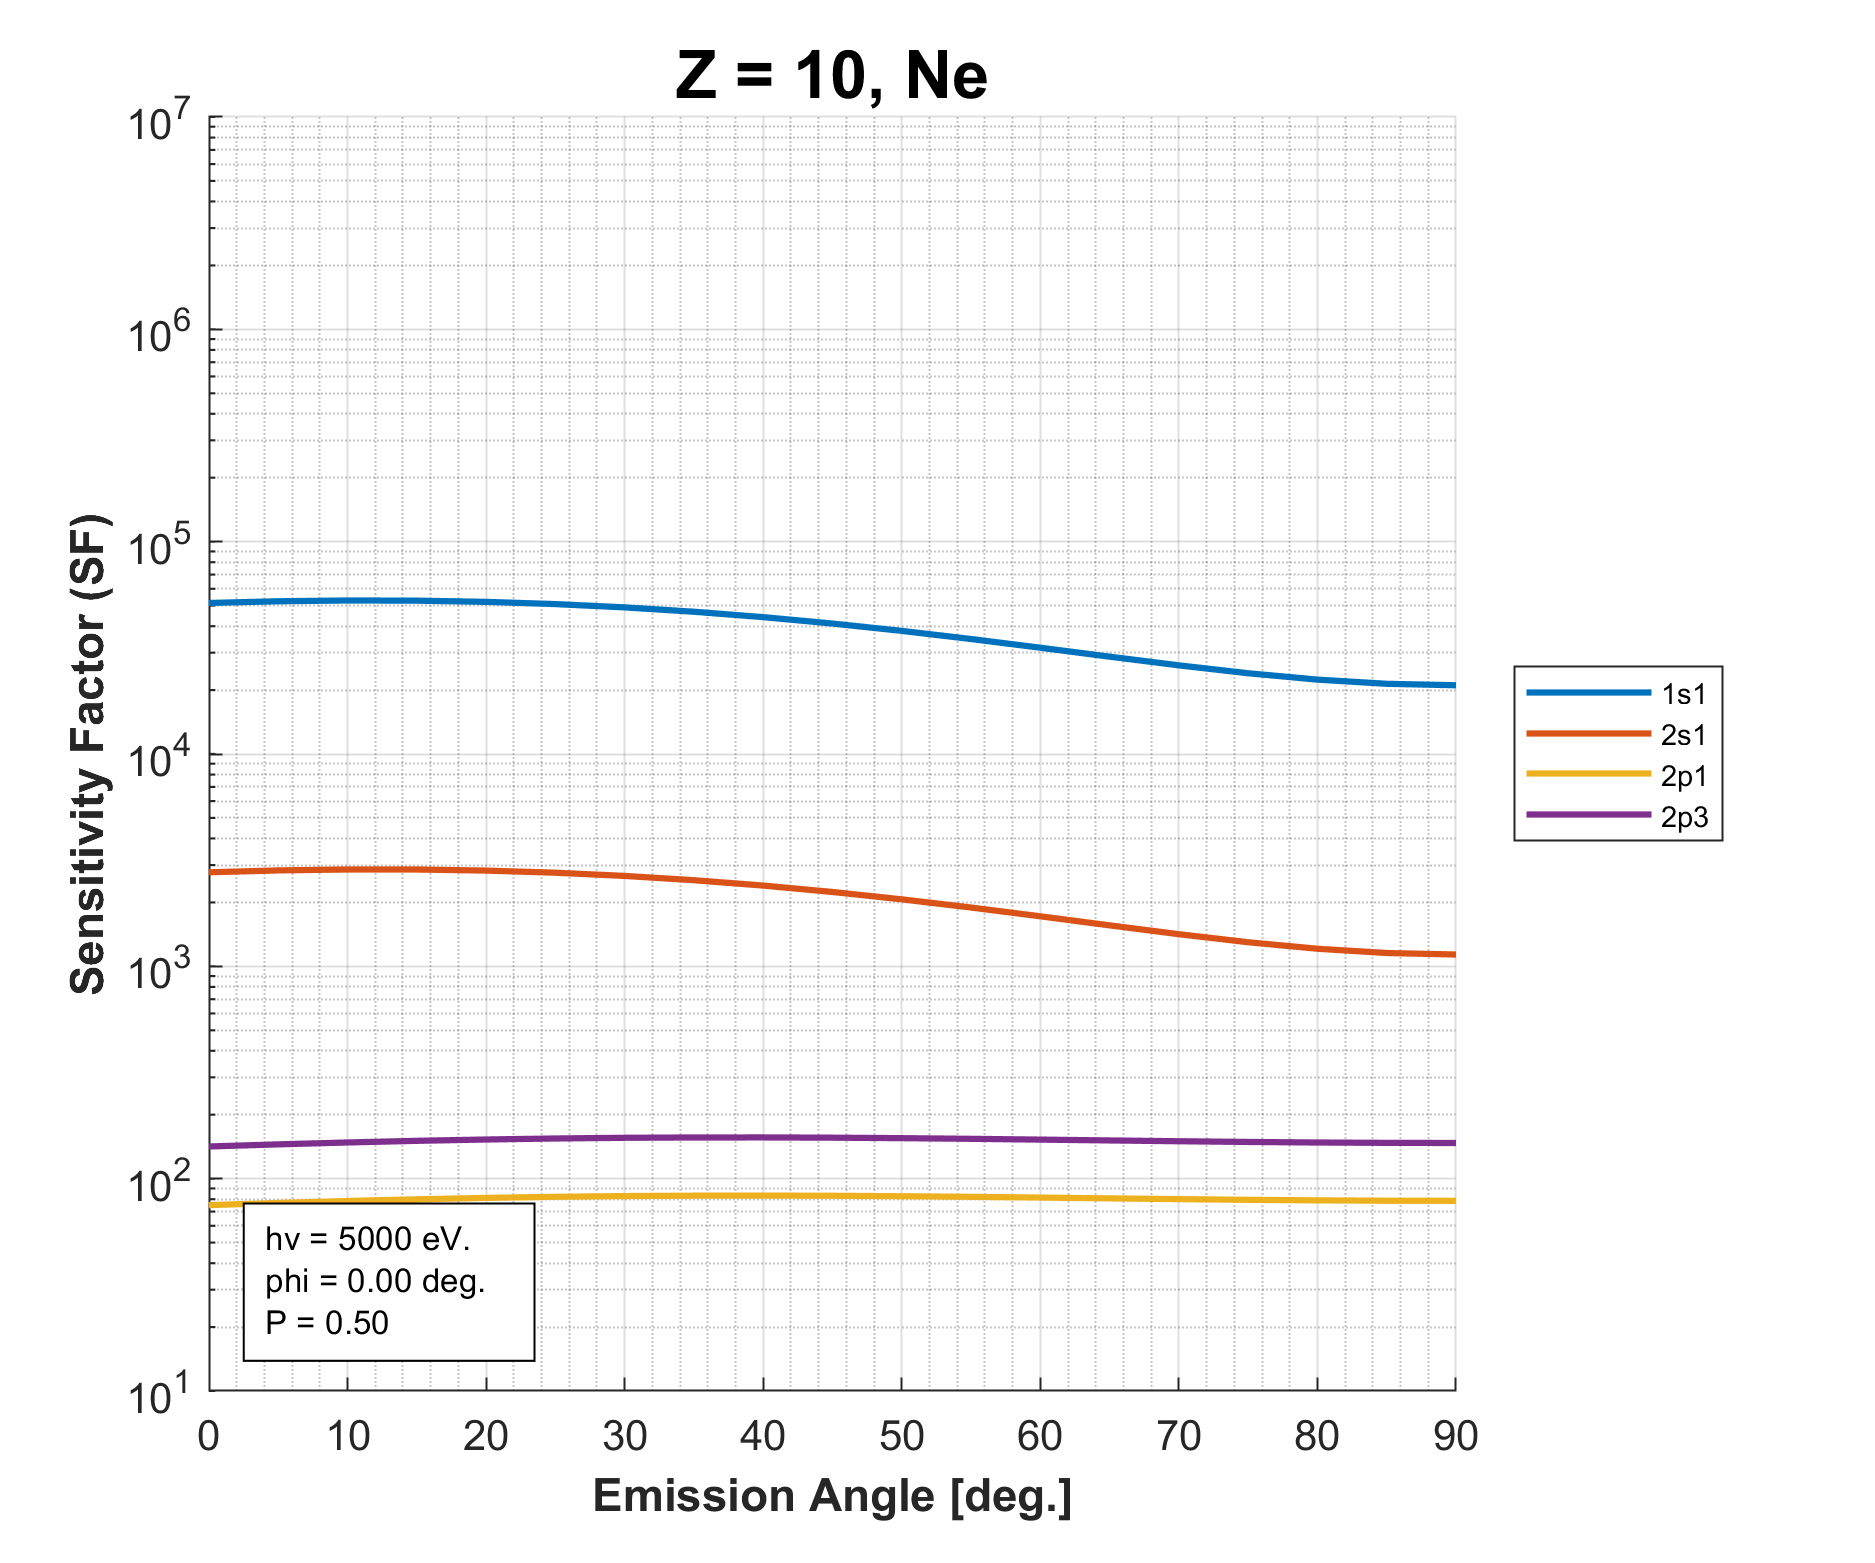 Z = 10, Ne
10^7
10^6
10^5
10^4
10^3
10^2
10^1
Sensitivity Factor (SF)
1s1
2s1
2p1
2p3
hv = 5000 eV.
phi = 0.00 deg.
P = 0.50
0 10 20 30 40 50 60 70 80 90
Emission Angle [deg.]